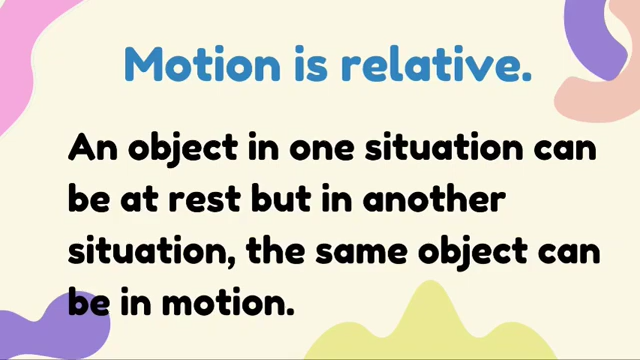 Motion is relative.
An object in one situation can
be at rest but in another
situation, the same object can
be in motion.